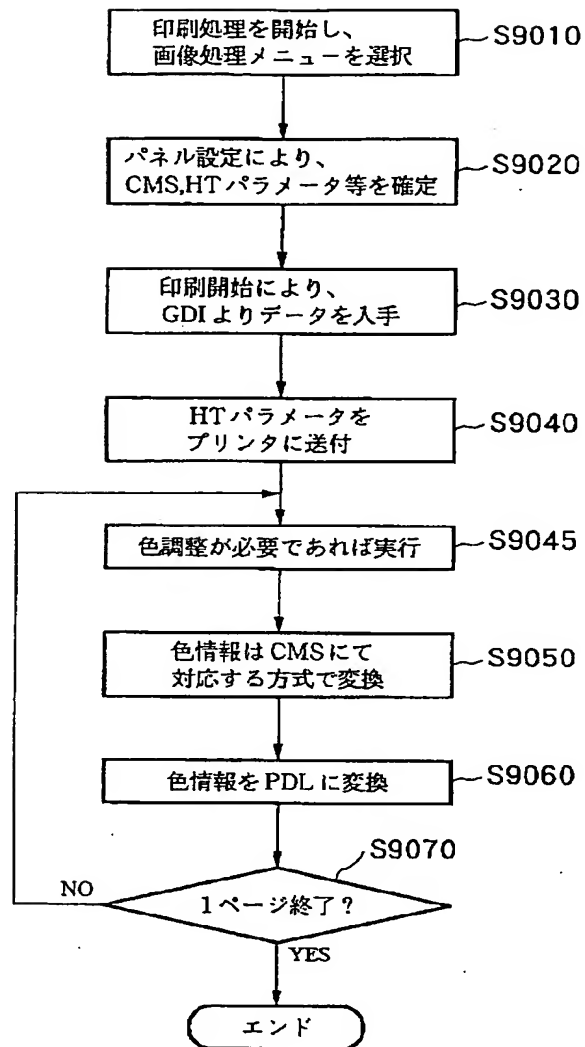 印刷処理を開始し、
画像処理メニューを選択
S9010
パネル設定により、
CMS,HTパラメータ等を確定
S9020
印刷開始により、
GDIよりデータを入手
S9030
HTパラメータを
プリンタに送付
S9040
色調整が必要であれば実行
S9045
色情報はCMSにて
対応する方式で変換
S9050
色情報をPDLに変換
S9060
S9070
NO
1ページ終了?
YES
エンド